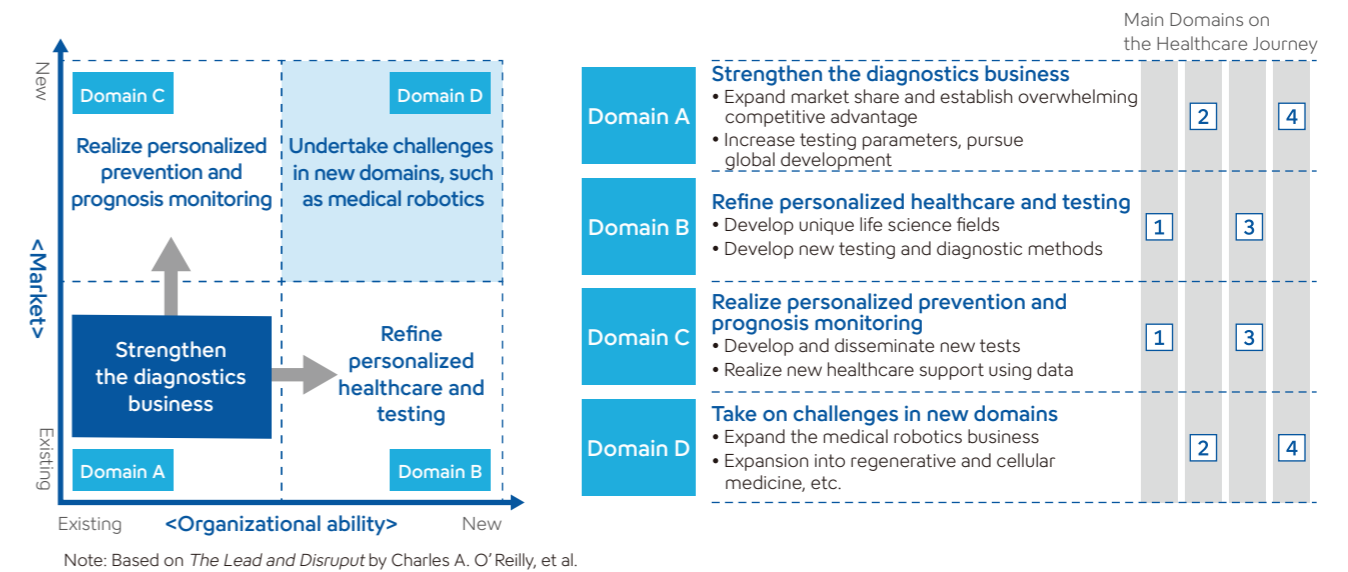 New
Domain C
Domain D
Realize personalized
prevention and
prognosis monitoring
Undertake challenges
in new domains, such
as medical robotics
<Market>
Strengthen
the diagnostics
business
Refine
personalized
healthcare and
testing
Existing
Domain A
Domain B
Existing
<Organizational ability>
New
Note: Based on The Lead and Disruput by Charles A. O’Reilly, et al.
Main Domains on
the Healthcare Journey
Domain A
Strengthen the diagnostics business
• Expand market share and establish overwhelming
competitive advantage
• Increase testing parameters, pursue
global development
2 4
Domain B
Refine personalized healthcare and testing
• Develop unique life science fields
• Develop new testing and diagnostic methods
1 3
Domain C
Realize personalized prevention and
prognosis monitoring
• Develop and disseminate new tests
• Realize new healthcare support using data
1 3
Domain D
Take on challenges in new domains
• Expand the medical robotics business
• Expansion into regenerative and cellular
medicine, etc.
2 4